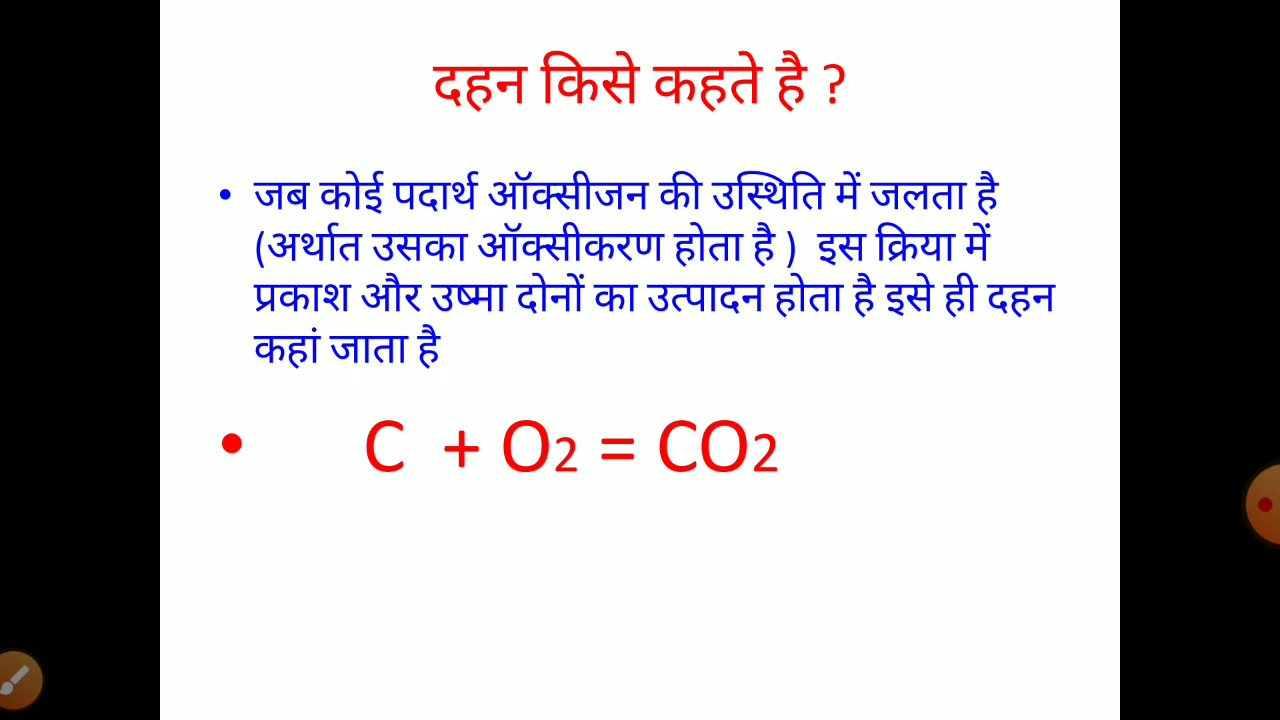 दहन किसे कहते है ?
• जब कोई पदार्थ ऑक्सीजन की उस्थिति में जलता है
(अर्थात उसका ऑक्सीकरण होता है ) इस क्रिया में
प्रकाश और उष्मा दोनों का उत्पादन होता है इसे ही दहन
कहां जाता है
• C + O2 = CO2